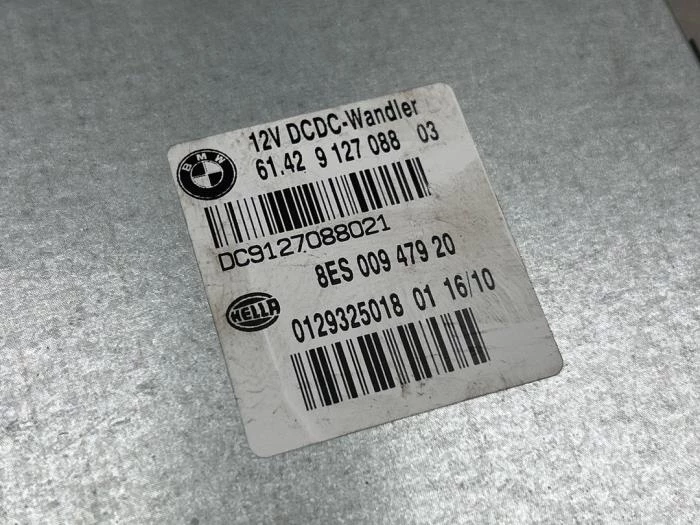 12V DCDC-Wandler
BMW
61.42 9 127 088 03
DC9127088021
8ES 009 479 20
HELLA
0129325018 01 16/10